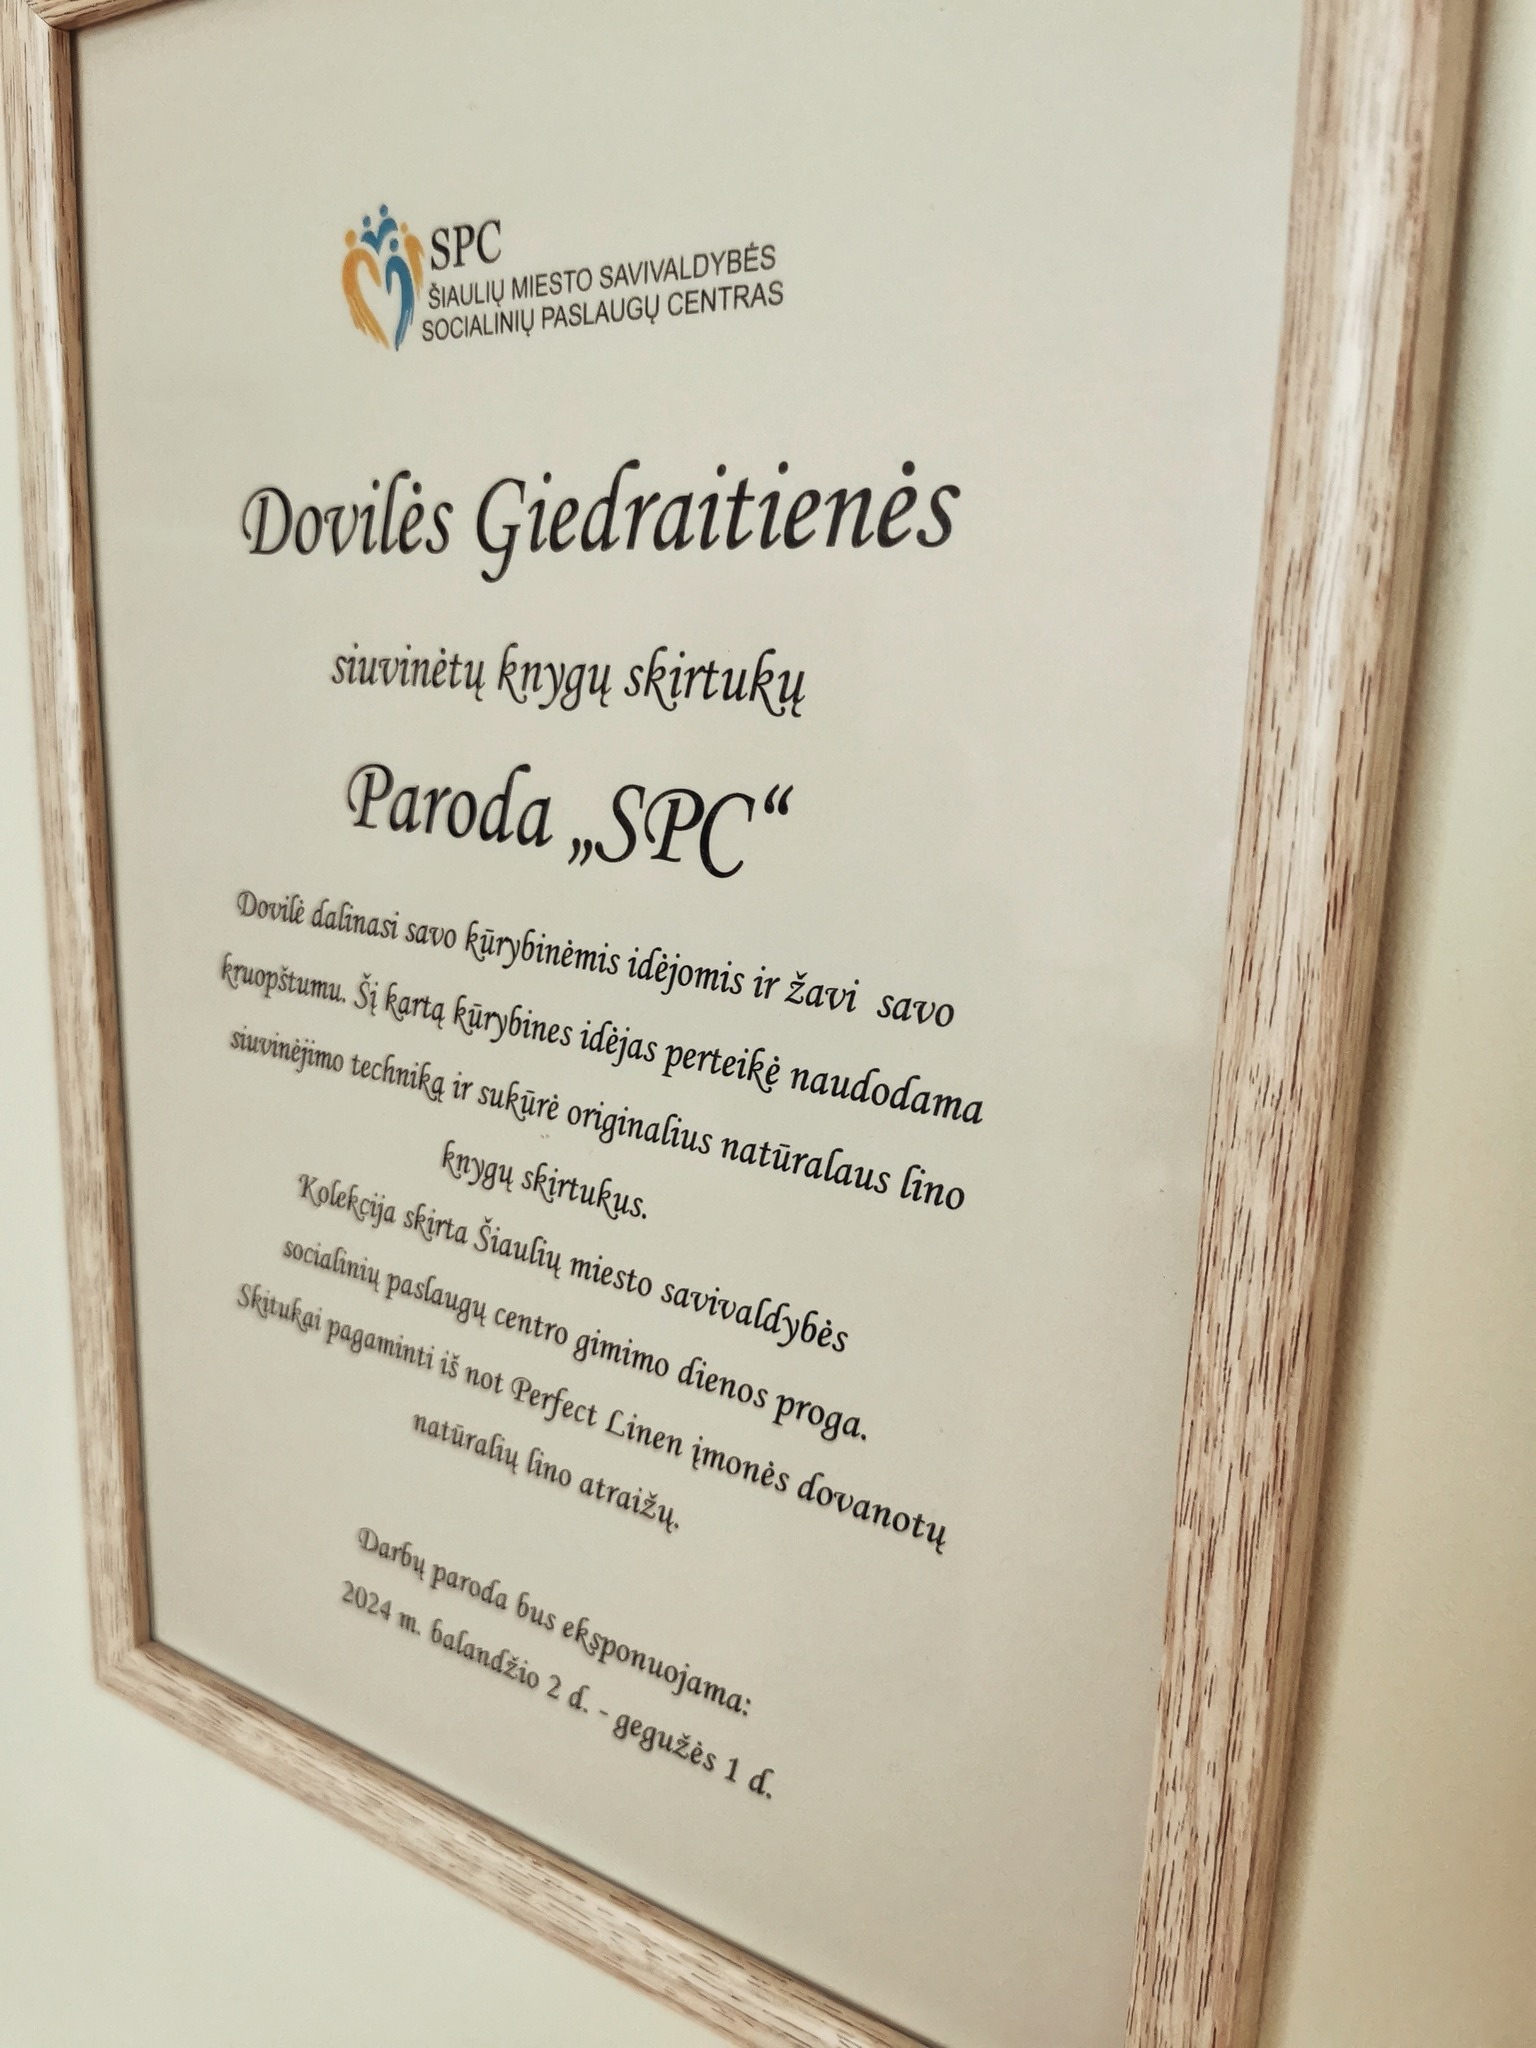 SPC
ŠIAULIŲ MIESTO SAVIVALDYBĖS
SOCIALINIŲ PASLAUGŲ CENTRAS
Dovilės Giedraitienės
siuvinėtų knygų skirtukų
Paroda „SPC“
Dovilė dalinasi savo kūrybinėmis idėjomis ir žavi savo
kruopštumu. Šį kartą kūrybines idėjas perteikė naudodama
siuvinėjimo techniką ir sukūrė originalius natūralaus lino
knygų skirtukus.
Kolekcija skirta Šiaulių miesto savivaldybės
socialinių paslaugų centro gimimo dienos proga.
Skitukai pagaminti iš not Perfect Linen įmonės dovanotų
natūralių lino atraižų.
Darbų paroda bus eksponuojama:
2024 m. balandžio 2 d. - gegužės 1 d.